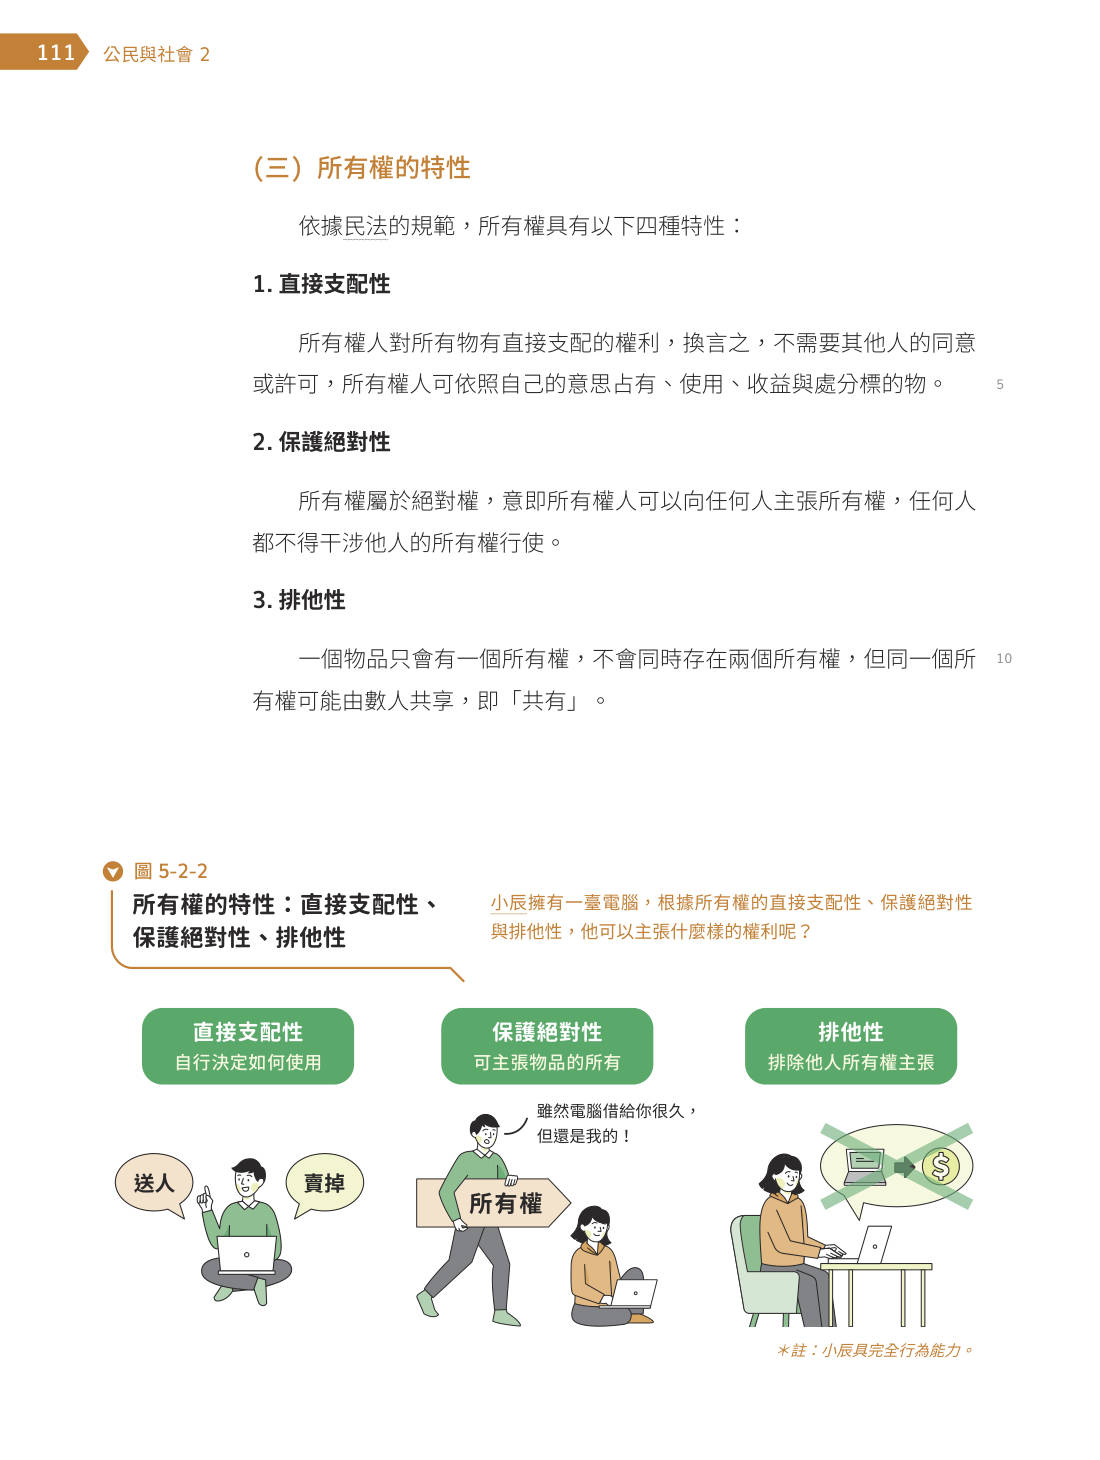 111 公民與社會 2
(三) 所有權的特性
依據民法的規範，所有權具有以下四種特性：
1. 直接支配性
所有權人對所有物有直接支配的權利，換言之，不需要其他人的同意
或許可，所有權人可依照自己的意思占有、使用、收益與處分標的物。
5
2. 保護絕對性
所有權屬於絕對權，意即所有權人可以向任何人主張所有權，任何人
都不得干涉他人的所有權行使。
3. 排他性
一個物品只會有一個所有權，不會同時存在兩個所有權，但同一個所
10
有權可能由數人共享，即「共有」。
圖 5-2-2
所有權的特性：直接支配性、
保護絕對性、排他性
小辰擁有一臺電腦，根據所有權的直接支配性、保護絕對性
與排他性，他可以主張什麼樣的權利呢？
直接支配性
自行決定如何使用
送人
賣掉
保護絕對性
可主張物品的所有
雖然電腦借給你很久，
但還是我的！
所有權
排他性
排除他人所有權主張
$
＊註：小辰具完全行為能力。